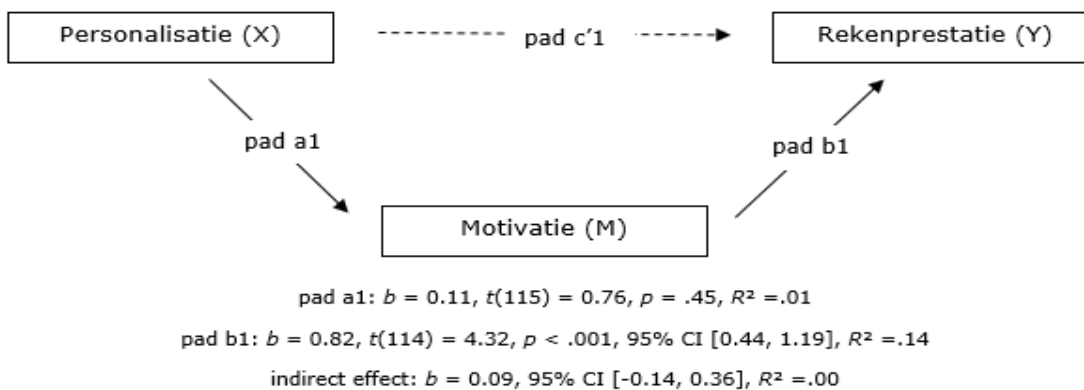 Personalisatie (X)
pad c'1
Rekenprestatie (Y)
pad a1
pad b1
Motivatie (M)
pad a1: b = 0.11, t(115) = 0.76, p = .45, R² =.01
pad b1: b = 0.82, t(114) = 4.32, p < .001, 95% CI [0.44, 1.19], R² =.14
indirect effect: b = 0.09, 95% CI [-0.14, 0.36], R² =.00